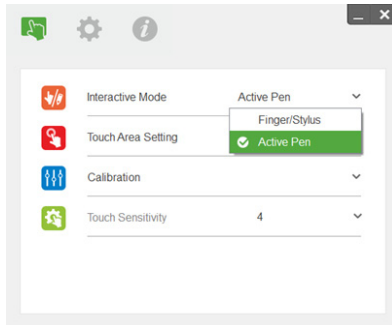 Interactive Mode
Active Pen
Finger/Stylus
Touch Area Setting
Active Pen
Calibration
Touch Sensitivity
4